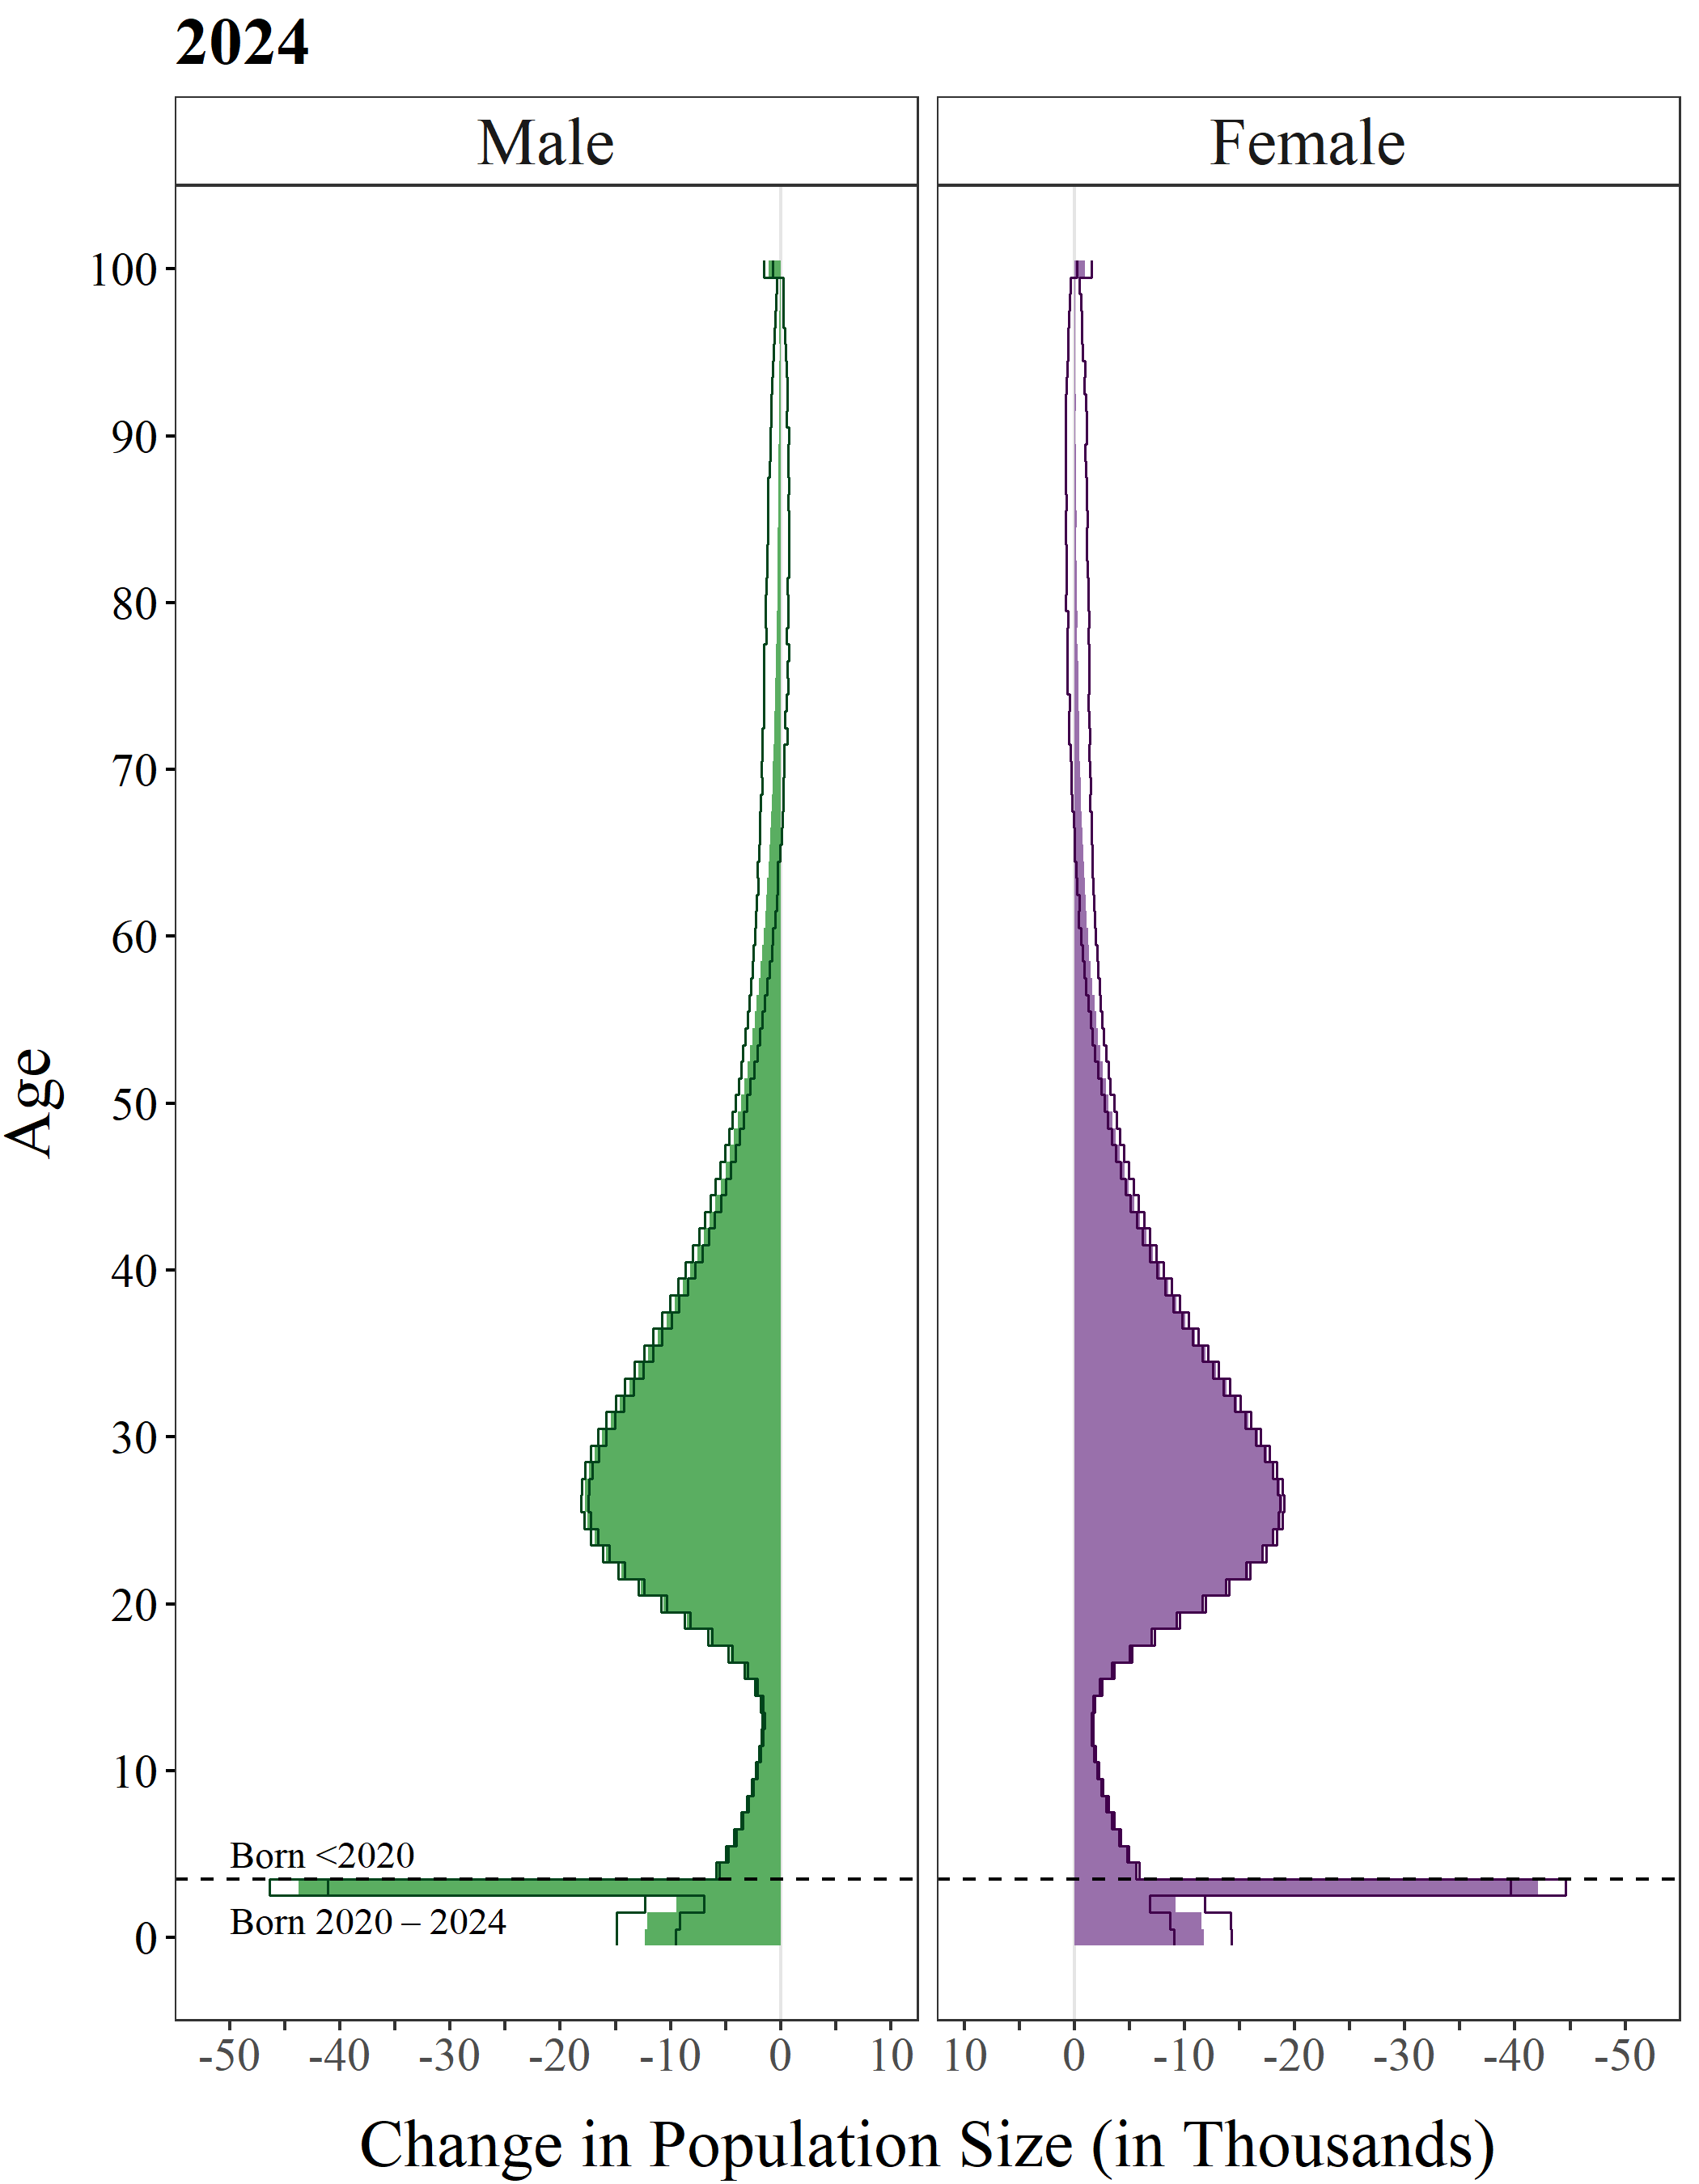 2024
Male Female
100
90
80
70
60
50
40
30
20
10
0
Age
Born <2020
Born 2020 – 2024
-50 -40 -30 -20 -10 0 10 10 0 -10 -20 -30 -40 -50
Change in Population Size (in Thousands)